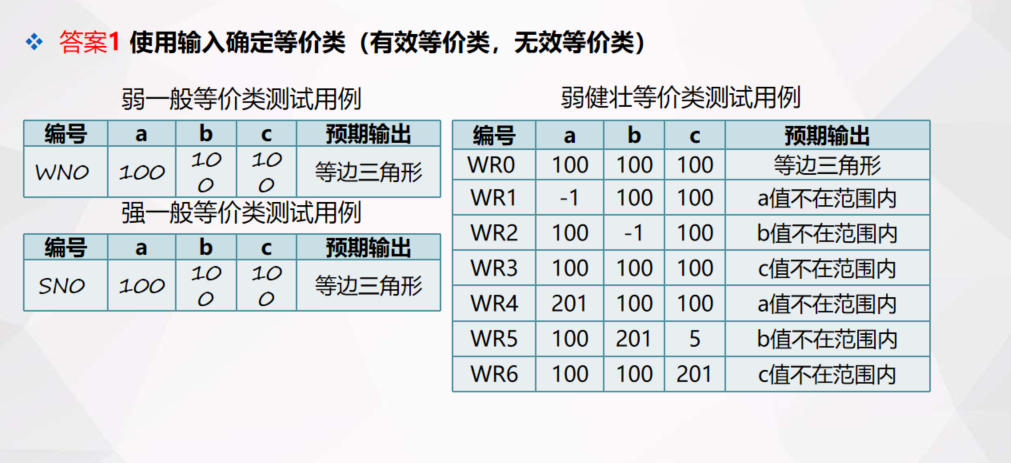 ❖ 答案1 使用输入确定等价类（有效等价类，无效等价类）
弱一般等价类测试用例
编号 a b c 预期输出
WN0 100 100 100 等边三角形
强一般等价类测试用例
编号 a b c 预期输出
SN0 100 100 100 等边三角形
弱健壮等价类测试用例
编号 a b c 预期输出
WR0 100 100 100 等边三角形
WR1 -1 100 100 a值不在范围内
WR2 100 -1 100 b值不在范围内
WR3 100 100 100 c值不在范围内
WR4 201 100 100 a值不在范围内
WR5 100 201 5 b值不在范围内
WR6 100 100 201 c值不在范围内